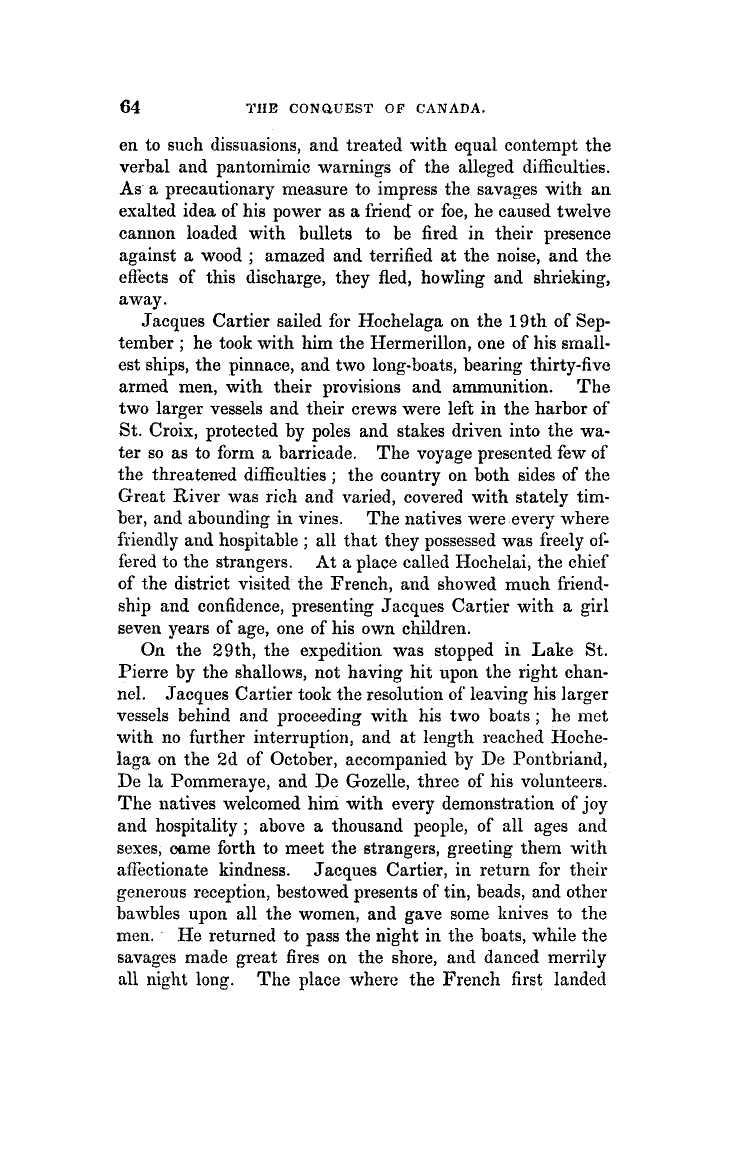 64 THE CONQUEST OF CANADA.
en to such dissuasions, and treated with equal contempt the
verbal and pantomimic warnings of the alleged difficulties.
As a precautionary measure to impress the savages with an
exalted idea of his power as a friend or foe, he caused twelve
cannon loaded with bullets to be fired in their presence
against a wood ; amazed and terrified at the noise, and the
effects of this discharge, they fled, howling and shrieking,
away.
Jacques Cartier sailed for Hochelaga on the 19th of Sep-
tember ; he took with him the Hermerillon, one of his small-
est ships, the pinnace, and two long-boats, bearing thirty-five
armed men, with their provisions and ammunition. The
two larger vessels and their crews were left in the harbor of
St. Croix, protected by poles and stakes driven into the wa-
ter so as to form a barricade. The voyage presented few of
the threatened difficulties ; the country on both sides of the
Great River was rich and varied, covered with stately tim-
ber, and abounding in vines. The natives were every where
friendly and hospitable ; all that they possessed was freely of-
fered to the strangers. At a place called Hochelai, the chief
of the district visited the French, and showed much friend-
ship and confidence, presenting Jacques Cartier with a girl
seven years of age, one of his own children.
On the 29th, the expedition was stopped in Lake St.
Pierre by the shallows, not having hit upon the right chan-
nel. Jacques Cartier took the resolution of leaving his larger
vessels behind and proceeding with his two boats ; he met
with no further interruption, and at length reached Hoche-
laga on the 2d of October, accompanied by De Pontbriand,
De la Pommeraye, and De Gozelle, three of his volunteers.
The natives welcomed him with every demonstration of joy
and hospitality ; above a thousand people, of all ages and
sexes, came forth to meet the strangers, greeting them with
affectionate kindness. Jacques Cartier, in return for their
generous reception, bestowed presents of tin, beads, and other
bawbles upon all the women, and gave some knives to the
men. He returned to pass the night in the boats, while the
savages made great fires on the shore, and danced merrily
all night long. The place where the French first landed